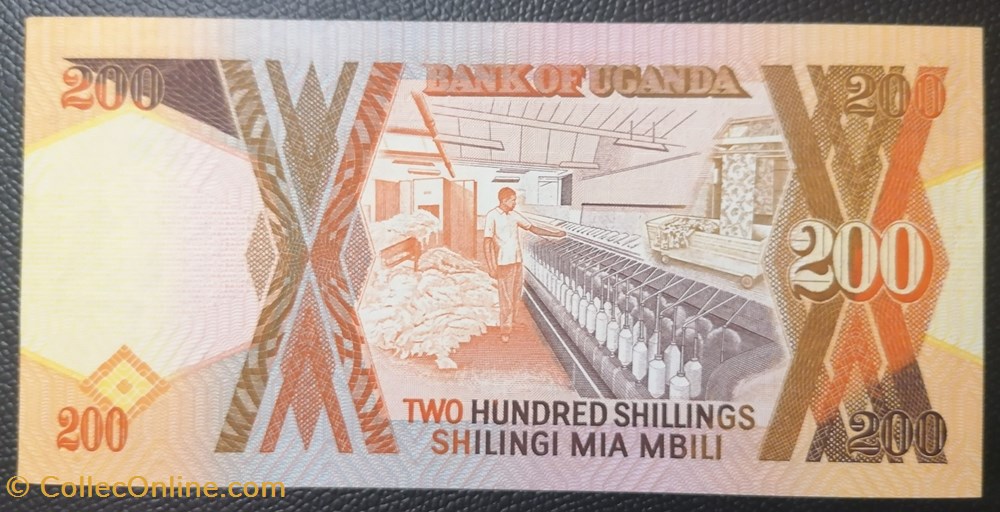 200
BANK OF UGANDA
200
200
200
TWO HUNDRED SHILLINGS
SHILINGI MIA MBILI
200
© CollecOnline.com